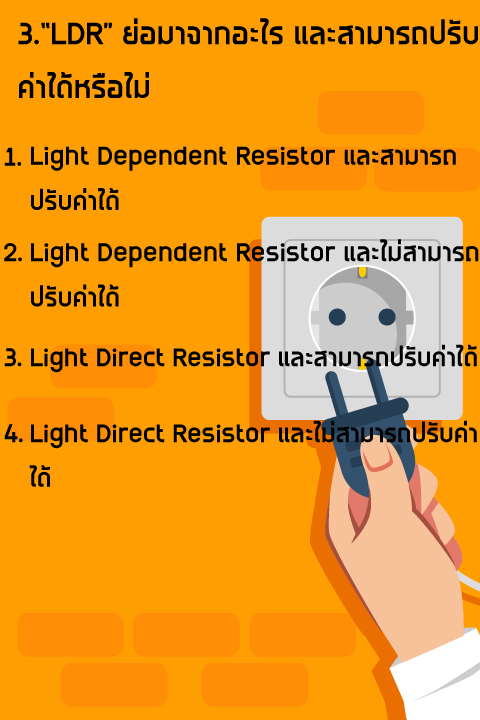 3.“LDR” ย่อมาจากอะไร และสามารถปรับ
ค่าได้หรือไม่
1. Light Dependent Resistor และสามารถ
ปรับค่าได้
2. Light Dependent Resistor และไม่สามารถ
ปรับค่าได้
3. Light Direct Resistor และสามารถปรับค่าได้
4. Light Direct Resistor และไม่สามารถปรับค่า
ได้